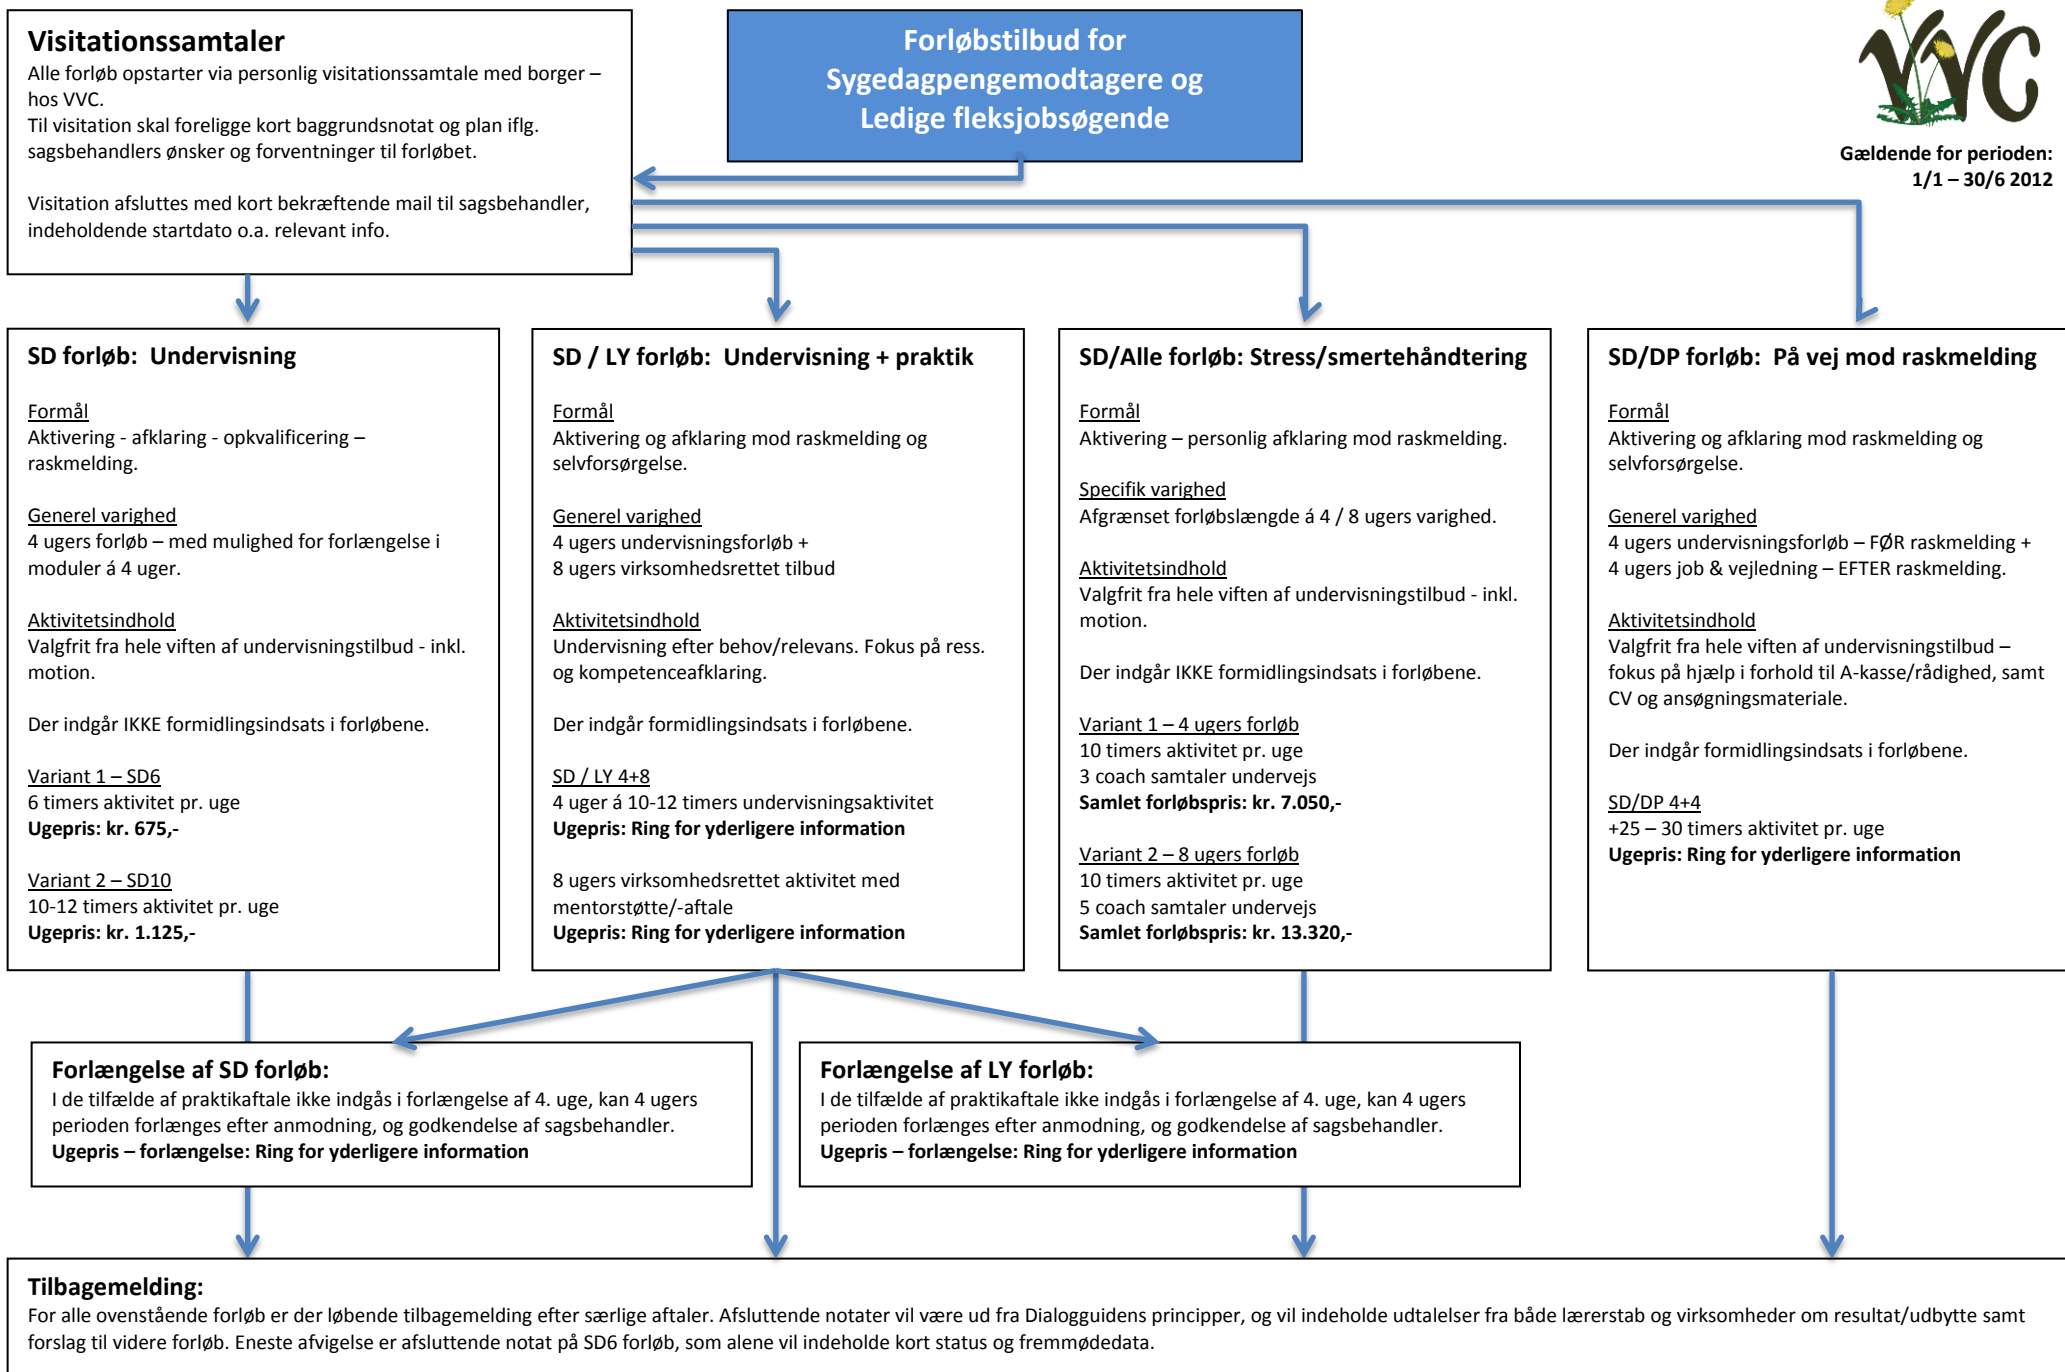 Visitationssamtaler
Alle forløb opstarter via personlig visitationssamtale med borger –
hos VVC.
Til visitation skal foreligge kort baggrundsnotat og plan iflg.
sagsbehandlers ønsker og forventninger til forløbet.
Visitation afsluttes med kort bekræftende mail til sagsbehandler,
indeholdende startdato o.a. relevant info.
Forløbstilbud for
Sygedagpengemodtagere og
Ledige fleksjobsøgende
VVC
Gældende for perioden:
1/1 – 30/6 2012
SD forløb:  Undervisning
Formål
Aktivering - afklaring - opkvalificering –
raskmelding.
Generel varighed
4 ugers forløb – med mulighed for forlængelse i
moduler á 4 uger.
Aktivitetsindhold
Valgfrit fra hele viften af undervisningstilbud - inkl.
motion.
Der indgår IKKE formidlingsindsats i forløbene.
Variant 1 – SD6
6 timers aktivitet pr. uge
Ugepris: kr. 675,-
Variant 2 – SD10
10-12 timers aktivitet pr. uge
Ugepris: kr. 1.125,-
SD / LY forløb:  Undervisning + praktik
Formål
Aktivering og afklaring mod raskmelding og
selvforsørgelse.
Generel varighed
4 ugers undervisningsforløb +
8 ugers virksomhedsrettet tilbud
Aktivitetsindhold
Undervisning efter behov/relevans. Fokus på ress.
og kompetenceafklaring.
Der indgår formidlingsindsats i forløbene.
SD / LY 4+8
4 uger á 10-12 timers undervisningsaktivitet
Ugepris: Ring for yderligere information
8 ugers virksomhedsrettet aktivitet med
mentorstøtte/-aftale
Ugepris: Ring for yderligere information
SD/Alle forløb: Stress/smertehåndtering
Formål
Aktivering – personlig afklaring mod raskmelding.
Specifik varighed
Afgrænset forløbslængde á 4 / 8 ugers varighed.
Aktivitetsindhold
Valgfrit fra hele viften af undervisningstilbud - inkl.
motion.
Der indgår IKKE formidlingsindsats i forløbene.
Variant 1 – 4 ugers forløb
10 timers aktivitet pr. uge
3 coach samtaler undervejs
Samlet forløbspris: kr. 7.050,-
Variant 2 – 8 ugers forløb
10 timers aktivitet pr. uge
5 coach samtaler undervejs
Samlet forløbspris: kr. 13.320,-
SD/DP forløb:  På vej mod raskmelding
Formål
Aktivering og afklaring mod raskmelding og
selvforsørgelse.
Generel varighed
4 ugers undervisningsforløb – FØR raskmelding +
4 ugers job & vejledning – EFTER raskmelding.
Aktivitetsindhold
Valgfrit fra hele viften af undervisningstilbud –
fokus på hjælp i forhold til A-kasse/rådighed, samt
CV og ansøgningsmateriale.
Der indgår formidlingsindsats i forløbene.
SD/DP 4+4
+25 – 30 timers aktivitet pr. uge
Ugepris: Ring for yderligere information
Forlængelse af SD forløb:
I de tilfælde af praktikaftale ikke indgås i forlængelse af 4. uge, kan 4 ugers
perioden forlænges efter anmodning, og godkendelse af sagsbehandler.
Ugepris – forlængelse: Ring for yderligere information
Forlængelse af LY forløb:
I de tilfælde af praktikaftale ikke indgås i forlængelse af 4. uge, kan 4 ugers
perioden forlænges efter anmodning, og godkendelse af sagsbehandler.
Ugepris – forlængelse: Ring for yderligere information
Tilbagemelding:
For alle ovenstående forløb er der løbende tilbagemelding efter særlige aftaler. Afsluttende notater vil være ud fra Dialogguidens principper, og vil indeholde udtalelser fra både lærerstab og virksomheder om resultat/udbytte samt
forslag til videre forløb. Eneste afvigelse er afsluttende notat på SD6 forløb, som alene vil indeholde kort status og fremmødedata.